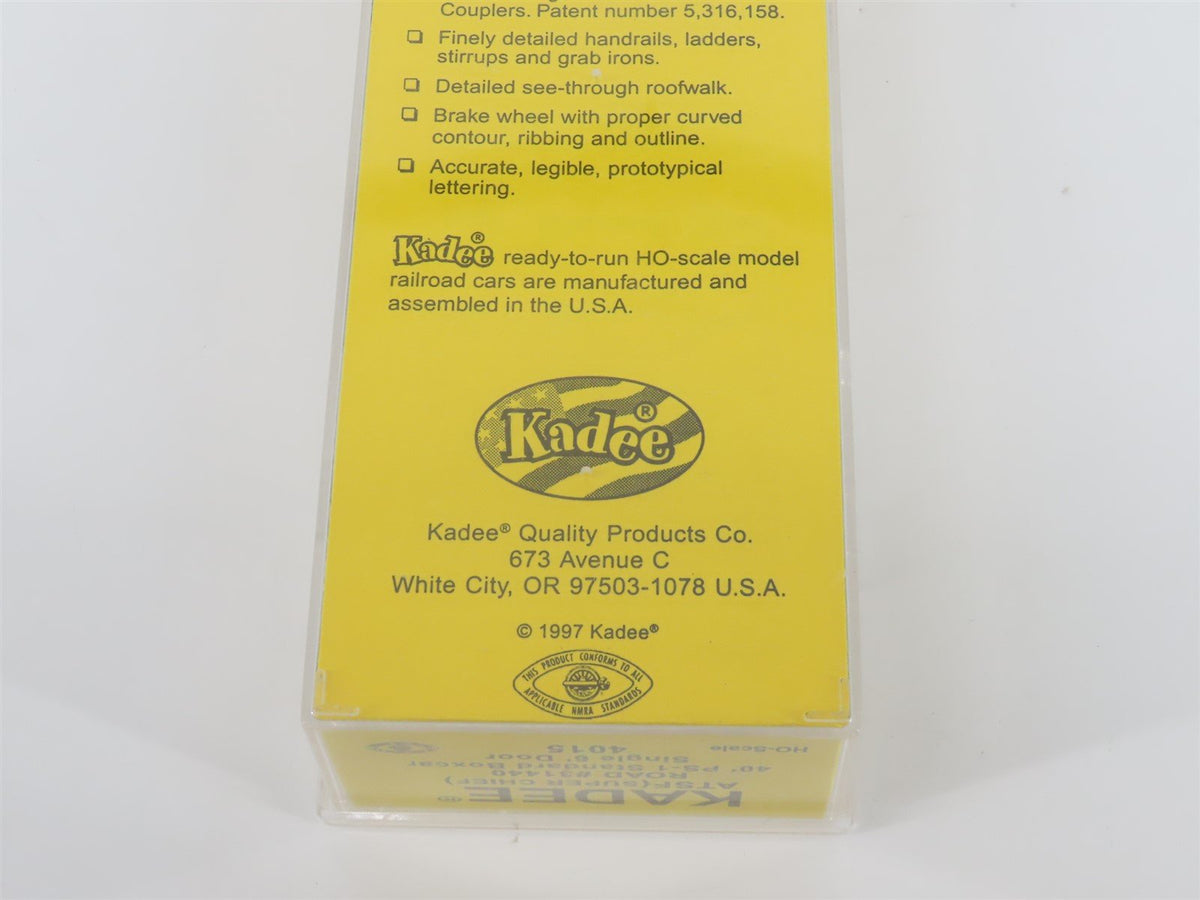 Couplers. Patent number 5,316,158.
❏ Finely detailed handrails, ladders,
stirrups and grab irons.
❏ Detailed see-through roofwalk.
❏ Brake wheel with proper curved
contour, ribbing and outline.
❏ Accurate, legible, prototypical
lettering.
Kadee® ready-to-run HO-scale model
railroad cars are manufactured and
assembled in the U.S.A.
Kadee®
Kadee® Quality Products Co.
673 Avenue C
White City, OR 97503-1078 U.S.A.
© 1997 Kadee®
THIS PRODUCT CONFORMS TO ALL
APPLICABLE NMRA STANDARDS
KADEE®
ATSF(SUPER CHIEF)
ROAD #31440
40' PS-1 Standard Boxcar
Single 6' Door
4015
HO-Scale